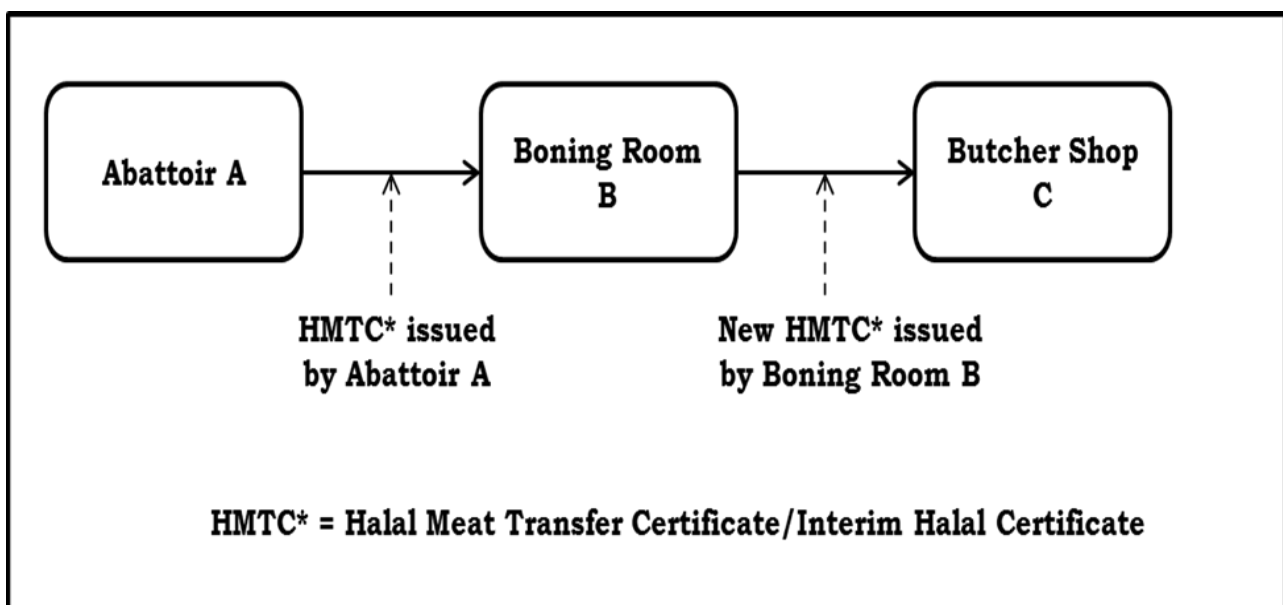 Abattoir A
Boning Room
B
Butcher Shop
C
HMTC* issued
by Abattoir A
New HMTC* issued
by Boning Room B
HMTC* = Halal Meat Transfer Certificate/Interim Halal Certificate